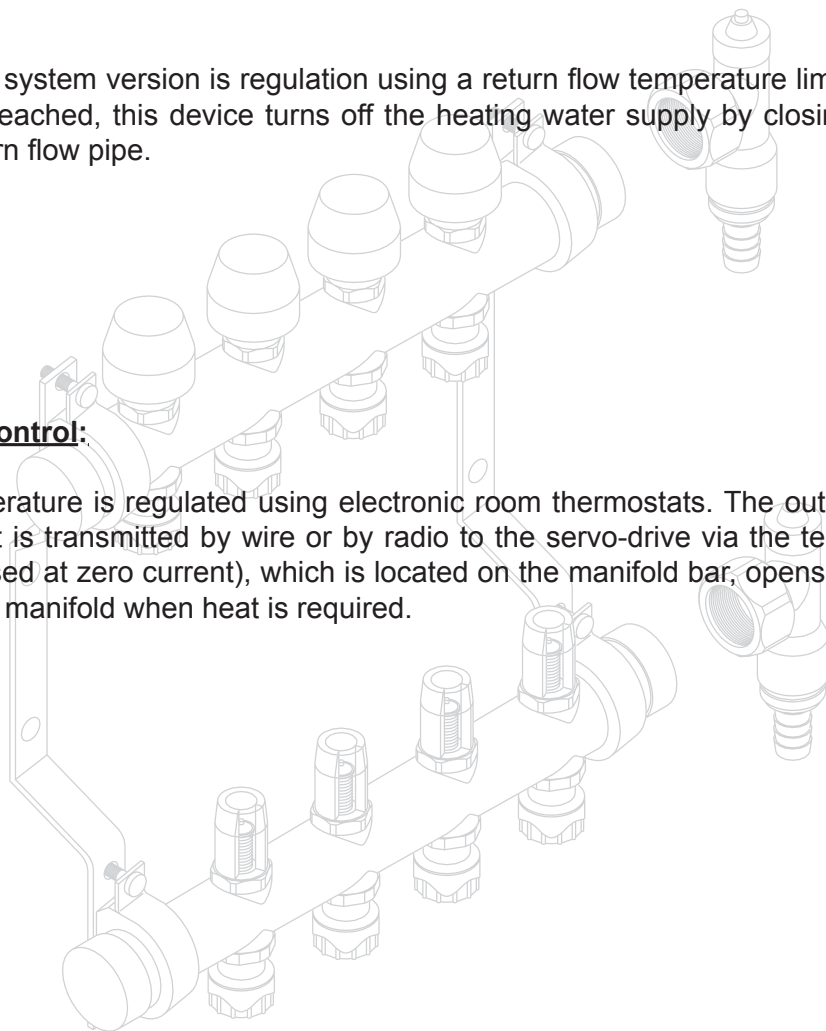 system version is regulation using a return flow temperature lim
eached, this device turns off the heating water supply by closin
rn flow pipe.
ontrol:
erature is regulated using electronic room thermostats. The out
t is transmitted by wire or by radio to the servo-drive via the te
sed at zero current), which is located on the manifold bar, opens
manifold when heat is required.